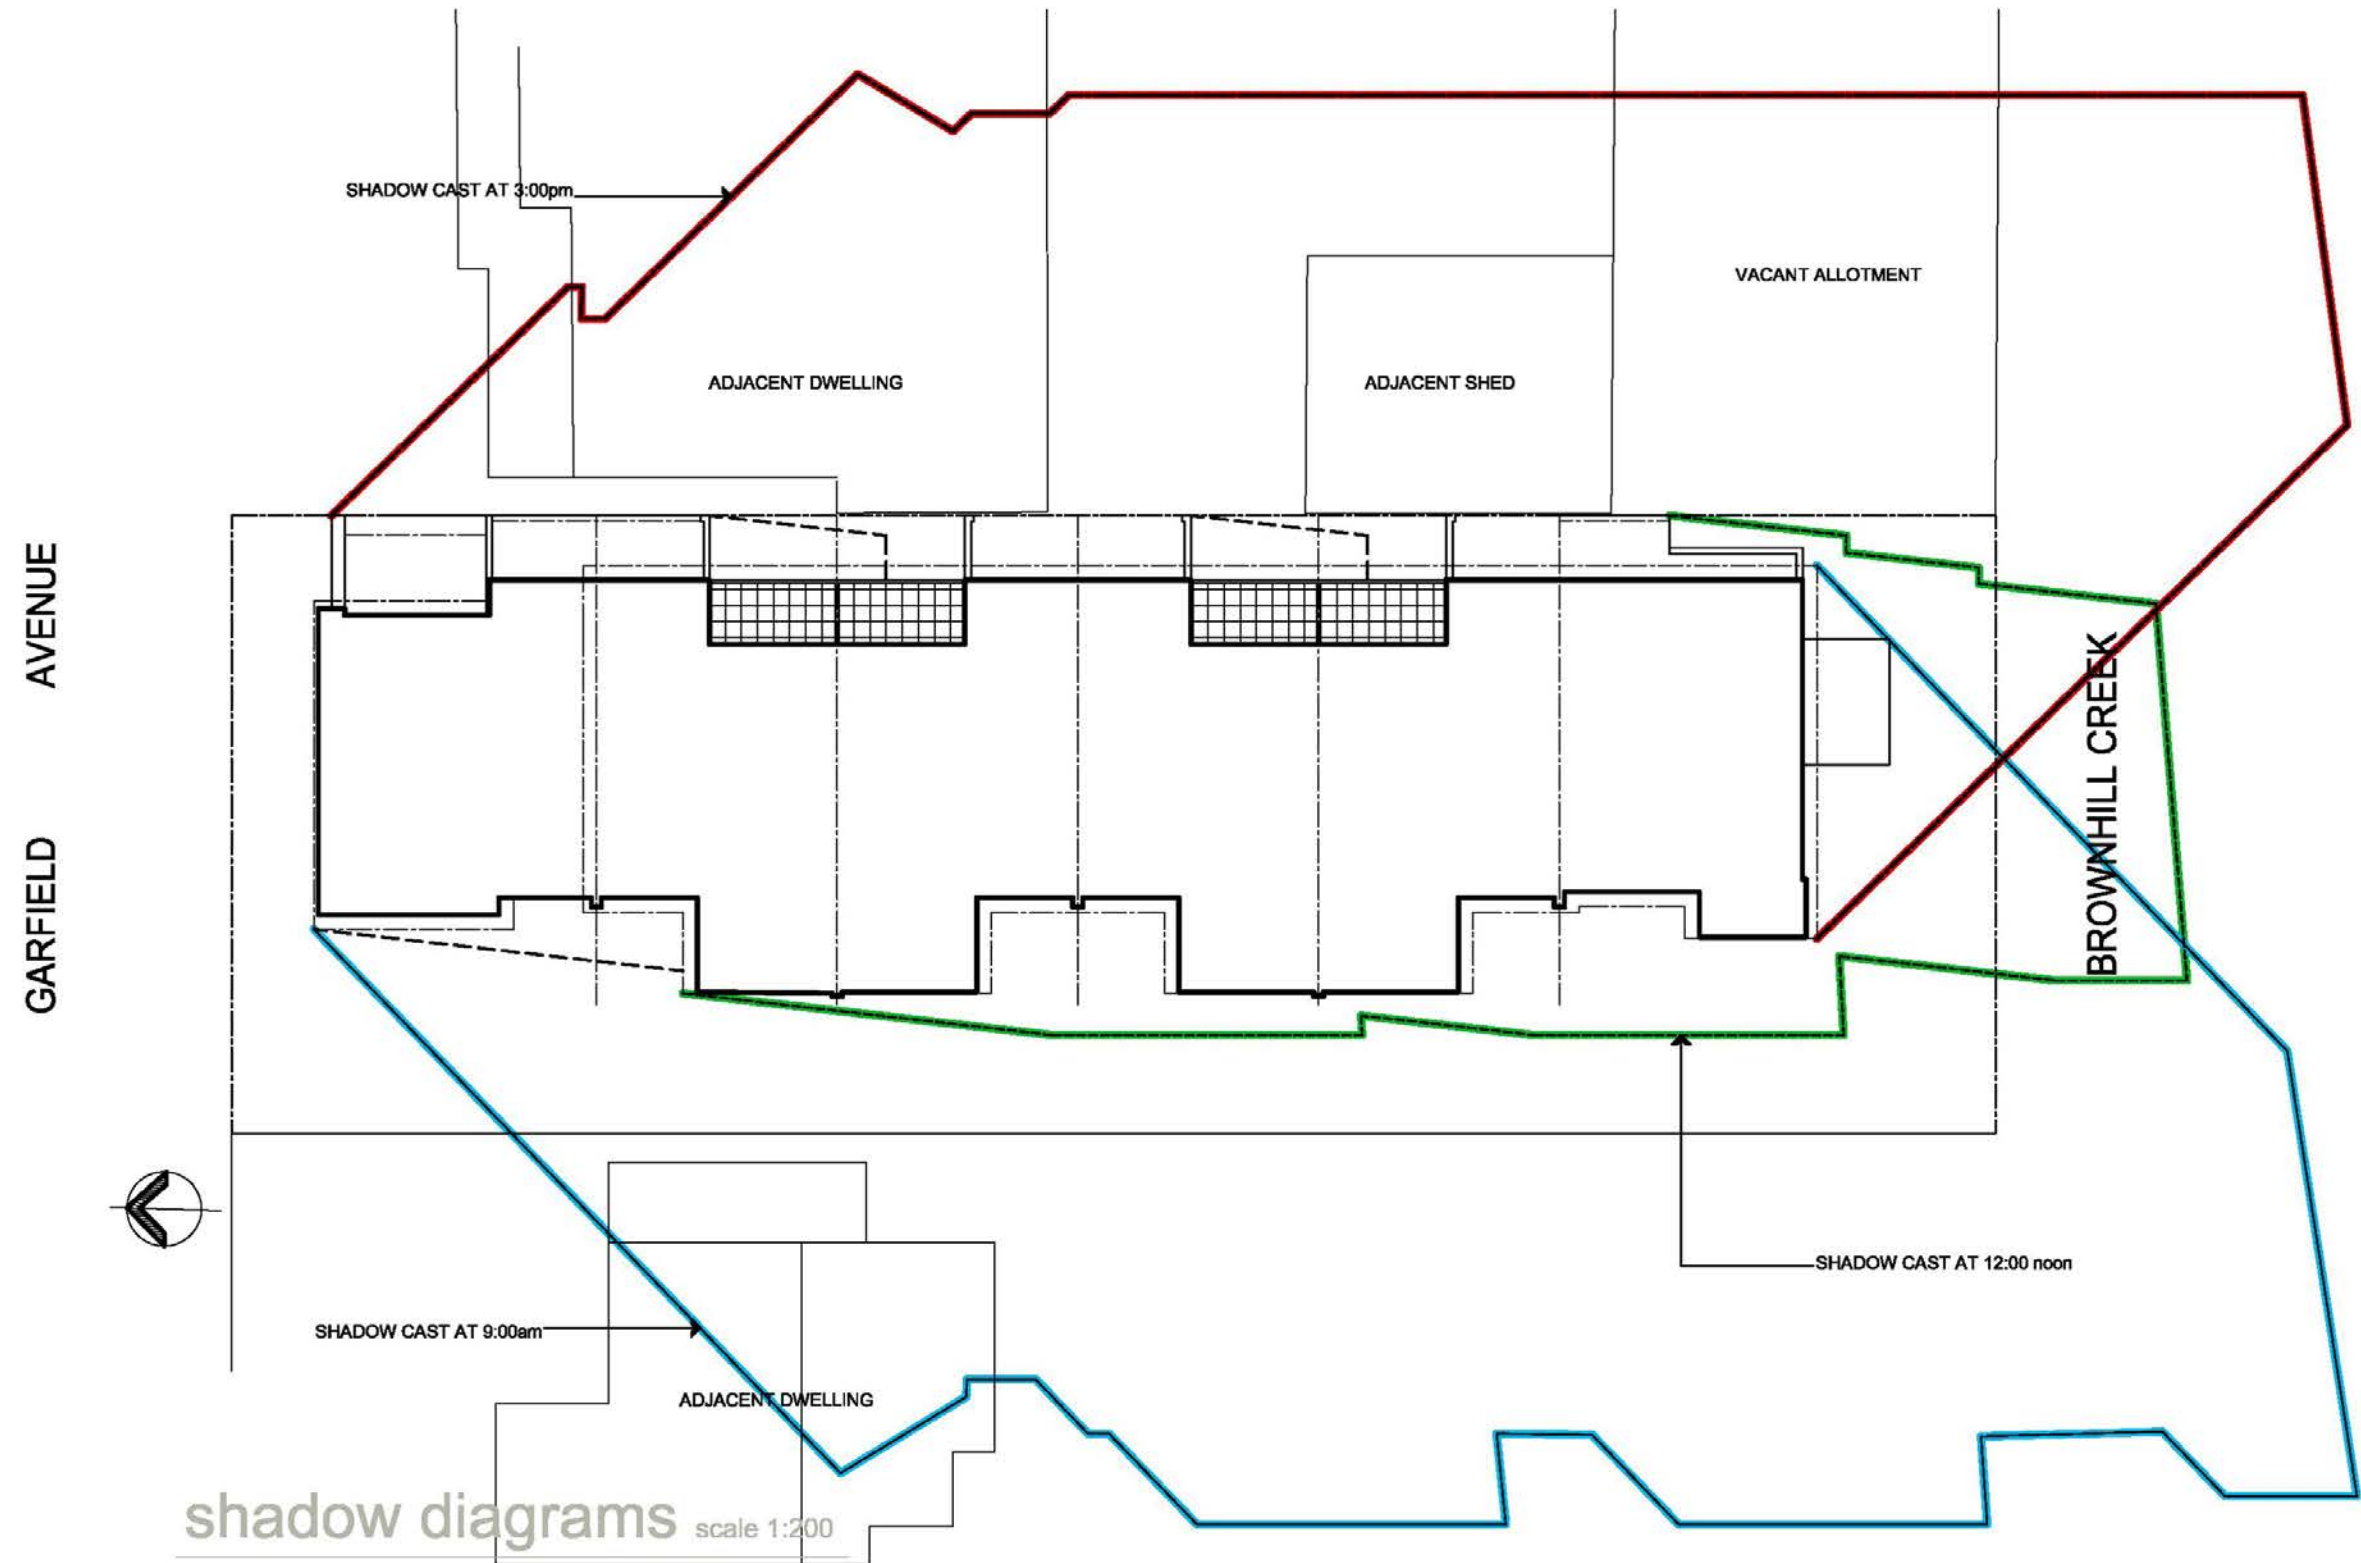 SHADOW CAST AT 3:00pm
VACANT ALLOTMENT
ADJACENT DWELLING
ADJACENT SHED
GARFIELD AVENUE
BROWNHILL CREEK
SHADOW CAST AT 12:00 noon
SHADOW CAST AT 9:00am
ADJACENT DWELLING
shadow diagrams scale 1:200